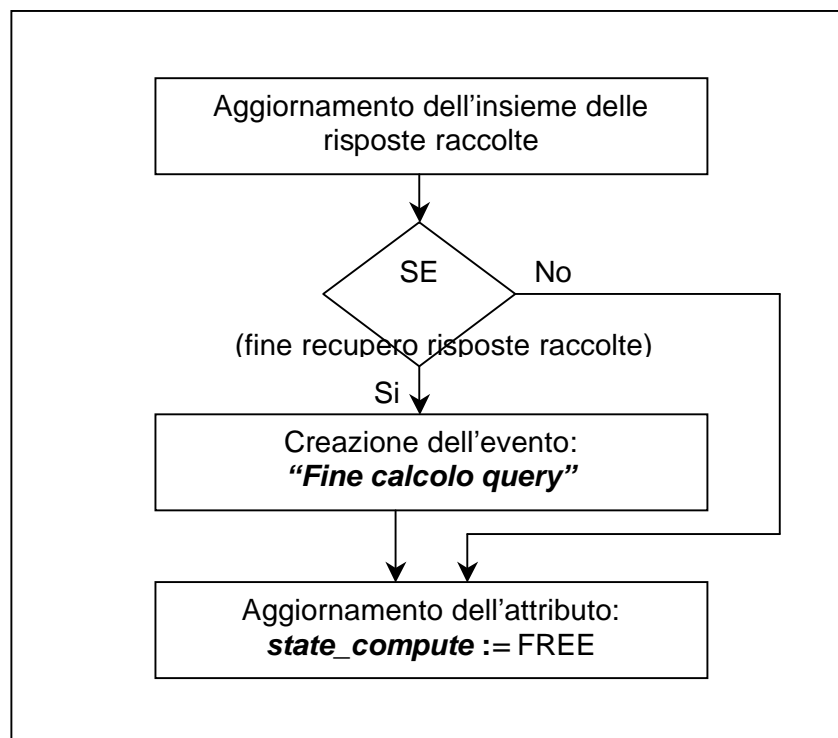 Aggiornamento dell’insieme delle
risposte raccolte
SE
No
(fine recupero risposte raccolte)
Si
Creazione dell’evento:
“Fine calcolo query”
Aggiornamento dell’attributo:
state_compute := FREE